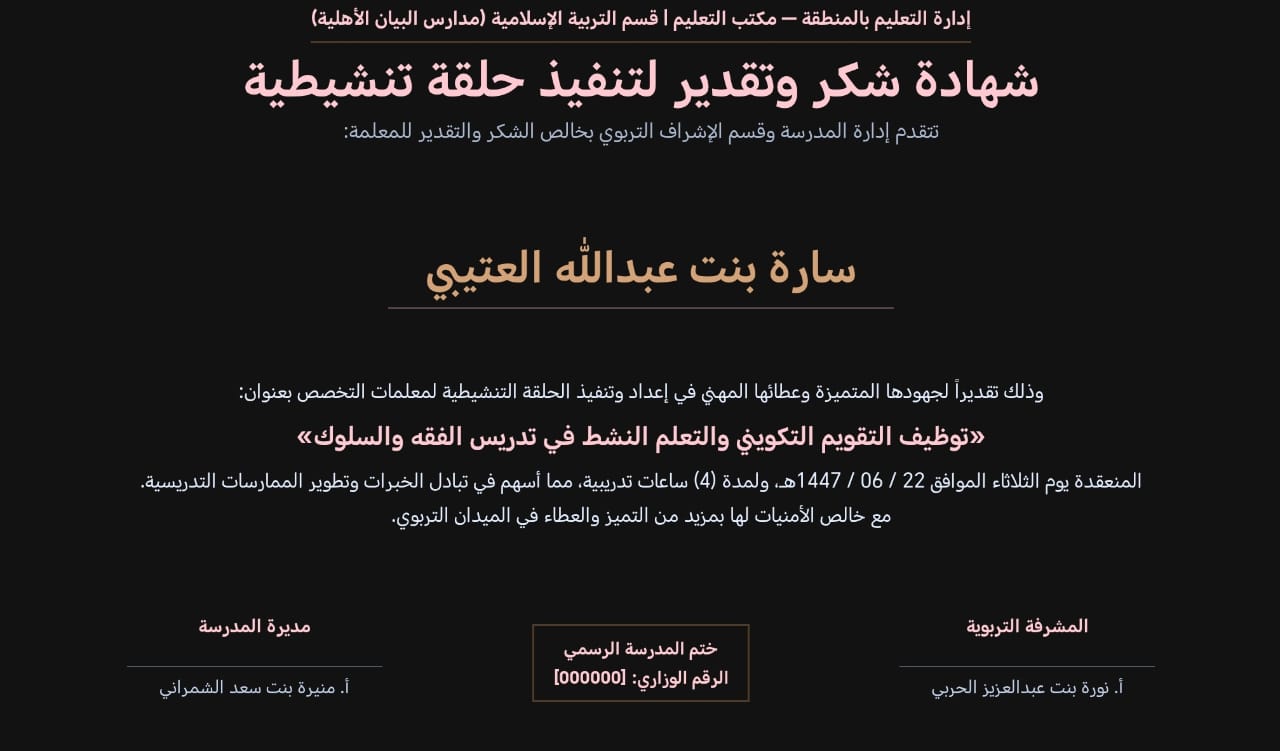 إدارة التعليم بالمنطقة — مكتب التعليم | قسم التربية الإسلامية (مدارس البيان الأهلية)
شهادة شكر وتقدير لتنفيذ حلقة تنشيطية
تتقدم إدارة المدرسة وقسم الإشراف التربوي بخالص الشكر والتقدير للمعلمة:
سارة بنت عبدالله العتيبي
وذلك تقديراً لجهودها المتميزة وعطائها المهني في إعداد وتنفيذ الحلقة التنشيطية لمعلمات التخصص بعنوان:
«توظيف التقويم التكويني والتعلم النشط في تدريس الفقه والسلوك»
المنعقدة يوم الثلاثاء الموافق 22 / 06 / 1447هـ، ولمدة (4) ساعات تدريبية، مما أسهم في تبادل الخبرات وتطوير الممارسات التدريسية.
مع خالص الأمنيات لها بمزيد من التميز والعطاء في الميدان التربوي.
المشرفة التربوية
أ. نورة بنت عبدالعزيز الحربي
ختم المدرسة الرسمي
الرقم الوزاري: [000000]
مديرة المدرسة
أ. منيرة بنت سعد الشمراني